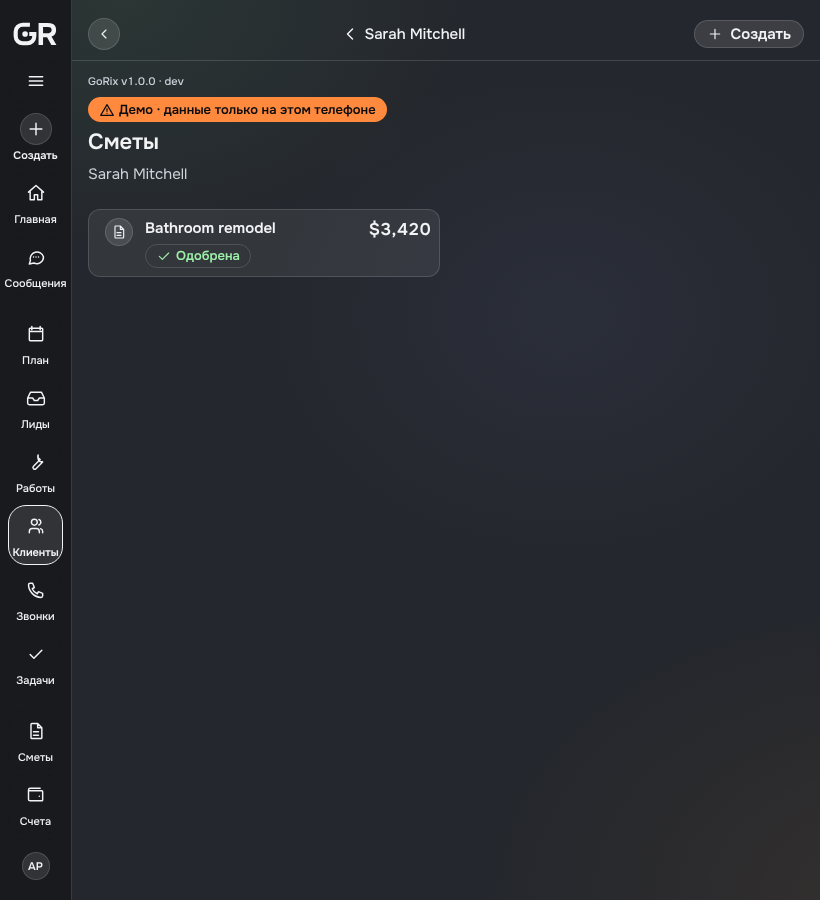 GR
Sarah Mitchell
Создать
GoRix v1.0.0 · dev
Демо · данные только на этом телефоне
Сметы
Sarah Mitchell
Bathroom remodel
$3,420
Одобрена
Создать
Главная
Сообщения
План
Лиды
Работы
Клиенты
Звонки
Задачи
Сметы
Счета
AP